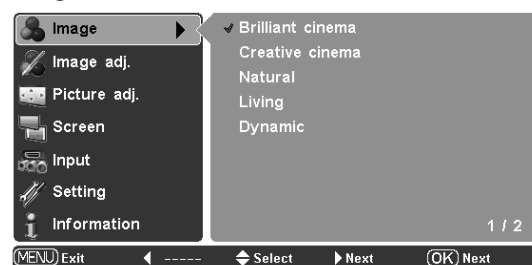 Image
Image adj.
Picture adj.
Screen
Input
Setting
Information
Brilliant cinema
Creative cinema
Natural
Living
Dynamic
1 / 2
MENU Exit ◀ ----- Select Next OK Next